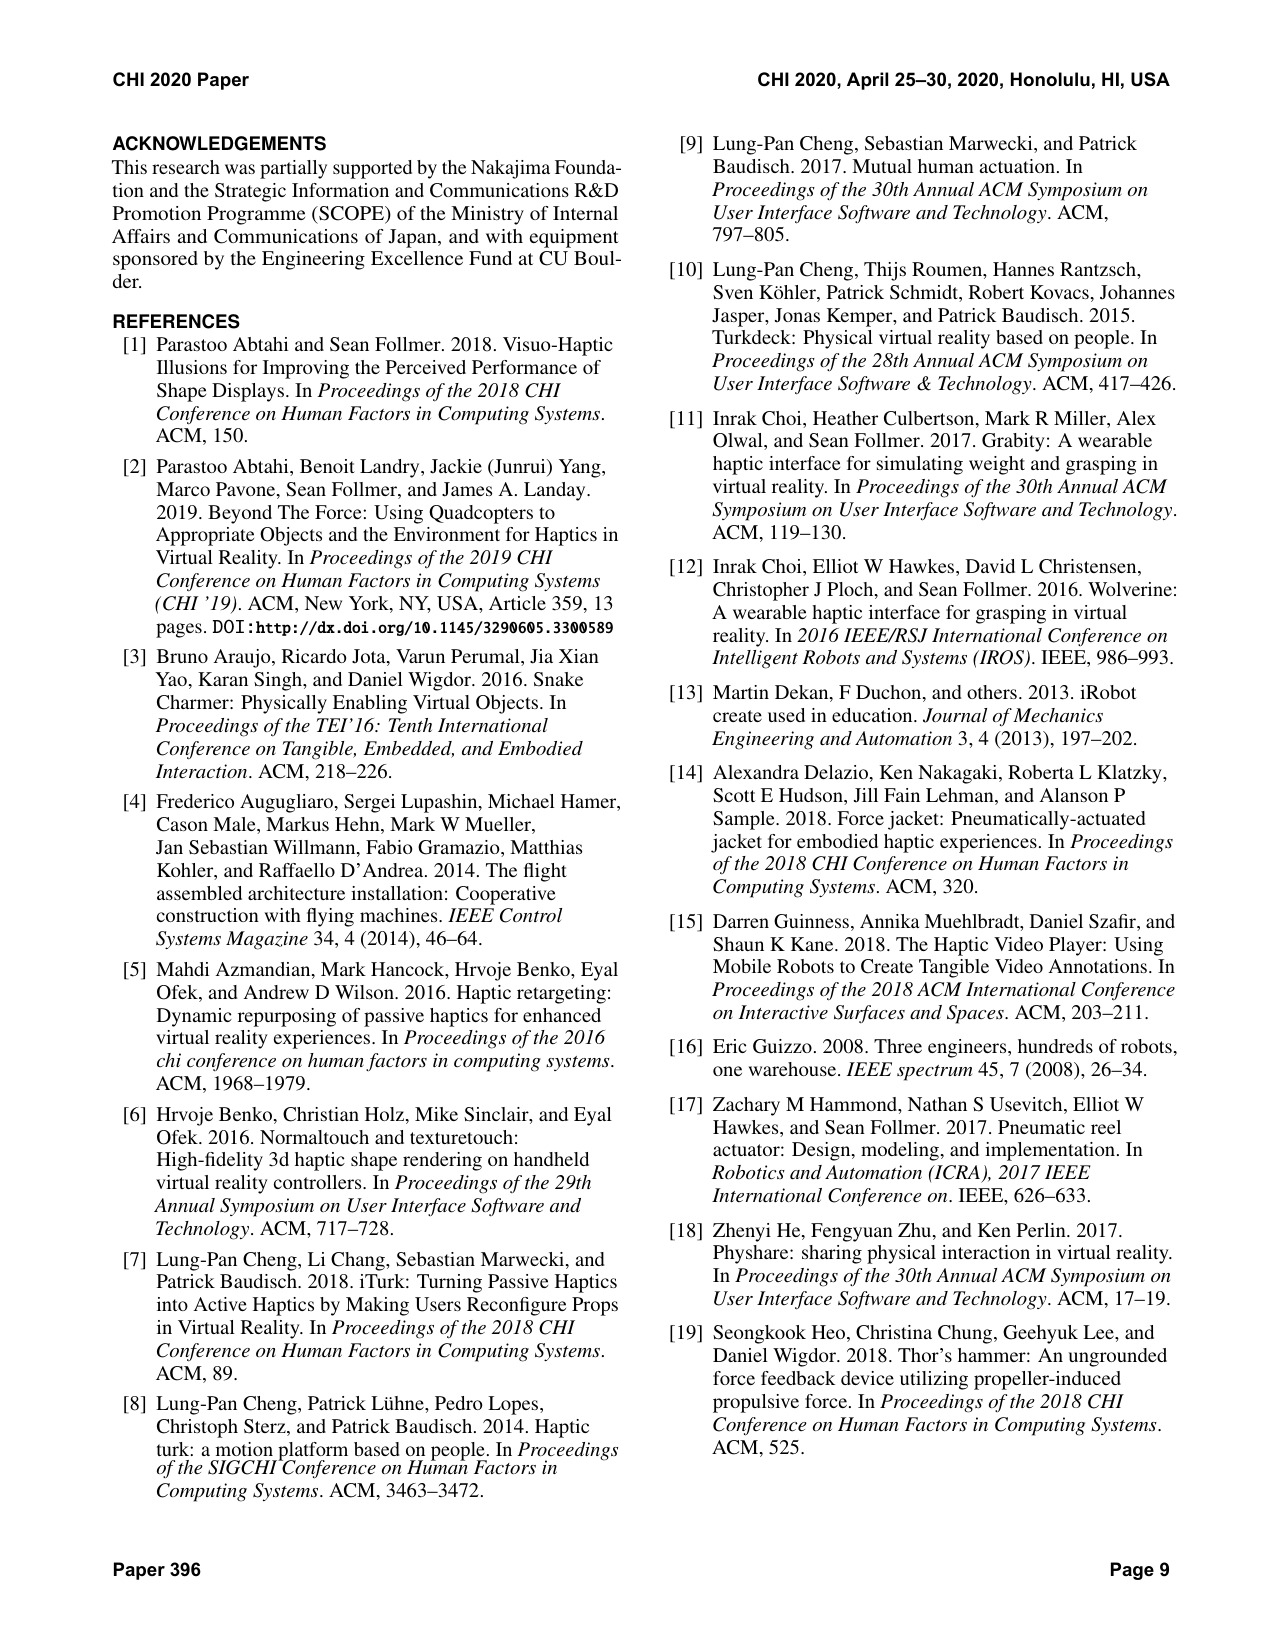 CHI 2020 Paper
CHI 2020, April 25–30, 2020, Honolulu, HI, USA
ACKNOWLEDGEMENTS
This research was partially supported by the Nakajima Founda-
tion and the Strategic Information and Communications R&D
Promotion Programme (SCOPE) of the Ministry of Internal
Affairs and Communications of Japan, and with equipment
sponsored by the Engineering Excellence Fund at CU Boul-
der.
REFERENCES
[1] Parastoo Abtahi and Sean Follmer. 2018. Visuo-Haptic
Illusions for Improving the Perceived Performance of
Shape Displays. In Proceedings of the 2018 CHI
Conference on Human Factors in Computing Systems.
ACM, 150.
[2] Parastoo Abtahi, Benoit Landry, Jackie (Junrui) Yang,
Marco Pavone, Sean Follmer, and James A. Landay.
2019. Beyond The Force: Using Quadcopters to
Appropriate Objects and the Environment for Haptics in
Virtual Reality. In Proceedings of the 2019 CHI
Conference on Human Factors in Computing Systems
(CHI ’19). ACM, New York, NY, USA, Article 359, 13
pages. DOI:http://dx.doi.org/10.1145/3290605.3300589
[3] Bruno Araujo, Ricardo Jota, Varun Perumal, Jia Xian
Yao, Karan Singh, and Daniel Wigdor. 2016. Snake
Charmer: Physically Enabling Virtual Objects. In
Proceedings of the TEI’16: Tenth International
Conference on Tangible, Embedded, and Embodied
Interaction. ACM, 218–226.
[4] Frederico Augugliaro, Sergei Lupashin, Michael Hamer,
Cason Male, Markus Hehn, Mark W Mueller,
Jan Sebastian Willmann, Fabio Gramazio, Matthias
Kohler, and Raffaello D’Andrea. 2014. The flight
assembled architecture installation: Cooperative
construction with flying machines. IEEE Control
Systems Magazine 34, 4 (2014), 46–64.
[5] Mahdi Azmandian, Mark Hancock, Hrvoje Benko, Eyal
Ofek, and Andrew D Wilson. 2016. Haptic retargeting:
Dynamic repurposing of passive haptics for enhanced
virtual reality experiences. In Proceedings of the 2016
chi conference on human factors in computing systems.
ACM, 1968–1979.
[6] Hrvoje Benko, Christian Holz, Mike Sinclair, and Eyal
Ofek. 2016. Normaltouch and texturetouch:
High-fidelity 3d haptic shape rendering on handheld
virtual reality controllers. In Proceedings of the 29th
Annual Symposium on User Interface Software and
Technology. ACM, 717–728.
[7] Lung-Pan Cheng, Li Chang, Sebastian Marwecki, and
Patrick Baudisch. 2018. iTurk: Turning Passive Haptics
into Active Haptics by Making Users Reconfigure Props
in Virtual Reality. In Proceedings of the 2018 CHI
Conference on Human Factors in Computing Systems.
ACM, 89.
[8] Lung-Pan Cheng, Patrick Lühne, Pedro Lopes,
Christoph Sterz, and Patrick Baudisch. 2014. Haptic
turk: a motion platform based on people. In Proceedings
of the SIGCHI Conference on Human Factors in
Computing Systems. ACM, 3463–3472.
[9] Lung-Pan Cheng, Sebastian Marwecki, and Patrick
Baudisch. 2017. Mutual human actuation. In
Proceedings of the 30th Annual ACM Symposium on
User Interface Software and Technology. ACM,
797–805.
[10] Lung-Pan Cheng, Thijs Roumen, Hannes Rantzsch,
Sven Köhler, Patrick Schmidt, Robert Kovacs, Johannes
Jasper, Jonas Kemper, and Patrick Baudisch. 2015.
Turkdeck: Physical virtual reality based on people. In
Proceedings of the 28th Annual ACM Symposium on
User Interface Software & Technology. ACM, 417–426.
[11] Inrak Choi, Heather Culbertson, Mark R Miller, Alex
Olwal, and Sean Follmer. 2017. Grabity: A wearable
haptic interface for simulating weight and grasping in
virtual reality. In Proceedings of the 30th Annual ACM
Symposium on User Interface Software and Technology.
ACM, 119–130.
[12] Inrak Choi, Elliot W Hawkes, David L Christensen,
Christopher J Ploch, and Sean Follmer. 2016. Wolverine:
A wearable haptic interface for grasping in virtual
reality. In 2016 IEEE/RSJ International Conference on
Intelligent Robots and Systems (IROS). IEEE, 986–993.
[13] Martin Dekan, F Duchon, and others. 2013. iRobot
create used in education. Journal of Mechanics
Engineering and Automation 3, 4 (2013), 197–202.
[14] Alexandra Delazio, Ken Nakagaki, Roberta L Klatzky,
Scott E Hudson, Jill Fain Lehman, and Alanson P
Sample. 2018. Force jacket: Pneumatically-actuated
jacket for embodied haptic experiences. In Proceedings
of the 2018 CHI Conference on Human Factors in
Computing Systems. ACM, 320.
[15] Darren Guinness, Annika Muehlbradt, Daniel Szafir, and
Shaun K Kane. 2018. The Haptic Video Player: Using
Mobile Robots to Create Tangible Video Annotations. In
Proceedings of the 2018 ACM International Conference
on Interactive Surfaces and Spaces. ACM, 203–211.
[16] Eric Guizzo. 2008. Three engineers, hundreds of robots,
one warehouse. IEEE spectrum 45, 7 (2008), 26–34.
[17] Zachary M Hammond, Nathan S Usevitch, Elliot W
Hawkes, and Sean Follmer. 2017. Pneumatic reel
actuator: Design, modeling, and implementation. In
Robotics and Automation (ICRA), 2017 IEEE
International Conference on. IEEE, 626–633.
[18] Zhenyi He, Fengyuan Zhu, and Ken Perlin. 2017.
Physhare: sharing physical interaction in virtual reality.
In Proceedings of the 30th Annual ACM Symposium on
User Interface Software and Technology. ACM, 17–19.
[19] Seongkook Heo, Christina Chung, Geehyuk Lee, and
Daniel Wigdor. 2018. Thor’s hammer: An ungrounded
force feedback device utilizing propeller-induced
propulsive force. In Proceedings of the 2018 CHI
Conference on Human Factors in Computing Systems.
ACM, 525.
Paper 396
Page 9